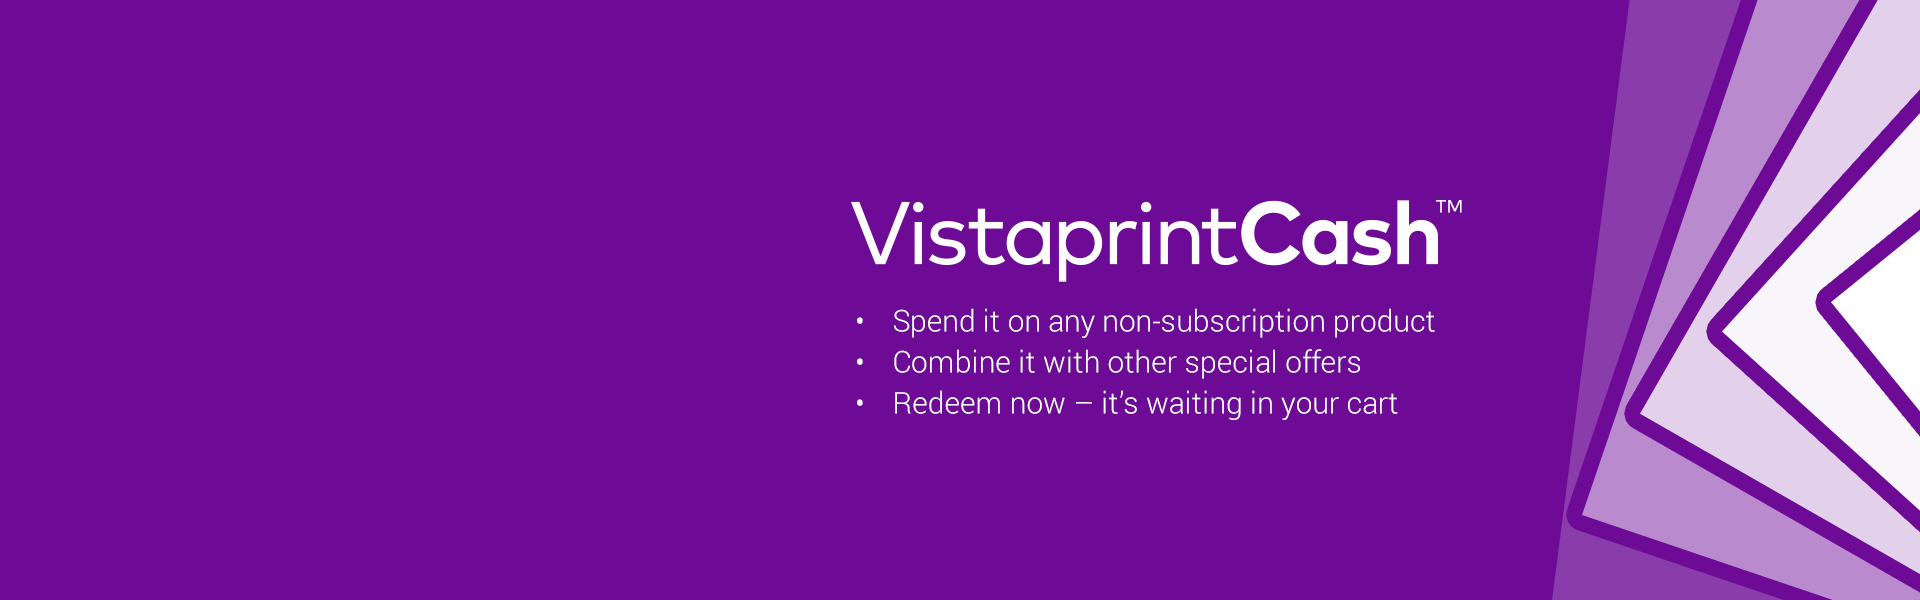 VistaprintCash™
• Spend it on any non-subscription product
• Combine it with other special offers
• Redeem now – it’s waiting in your cart